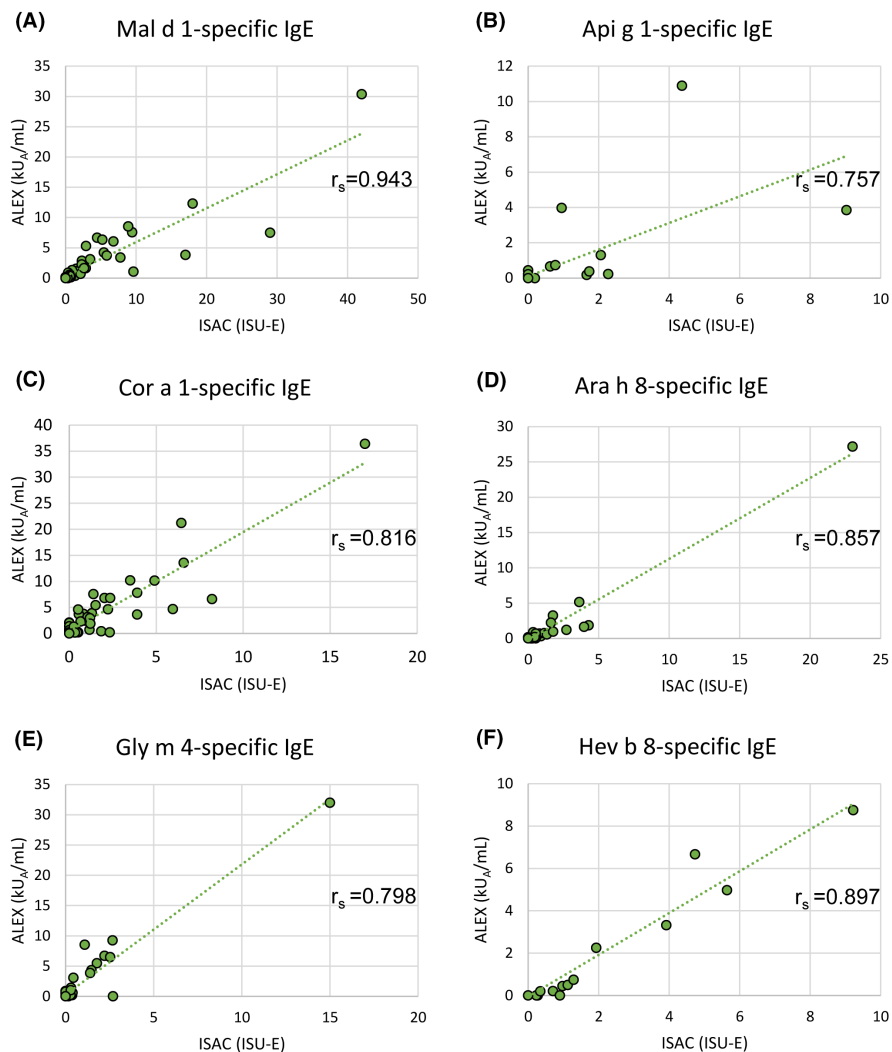 (A)
Mal d 1-specific IgE
35
30
25
20
15
10
5
0
0 10 20 30 40 50
ALEX (kUA/mL)
ISAC (ISU-E)
rs=0.943
(B)
Api g 1-specific IgE
12
10
8
6
4
2
0
0 2 4 6 8 10
ALEX (kUA/mL)
ISAC (ISU-E)
rs=0.757
(C)
Cor a 1-specific IgE
40
35
30
25
20
15
10
5
0
0 5 10 15 20
ALEX (kUA/mL)
ISAC (ISU-E)
rs=0.816
(D)
Ara h 8-specific IgE
30
25
20
15
10
5
0
0 5 10 15 20 25
ALEX (kUA/mL)
ISAC (ISU-E)
rs=0.857
(E)
Gly m 4-specific IgE
35
30
25
20
15
10
5
0
0 5 10 15 20
ALEX (kUA/mL)
ISAC (ISU-E)
rs=0.798
(F)
Hev b 8-specific IgE
10
8
6
4
2
0
0 2 4 6 8 10
ALEX (kUA/mL)
ISAC (ISU-E)
rs=0.897